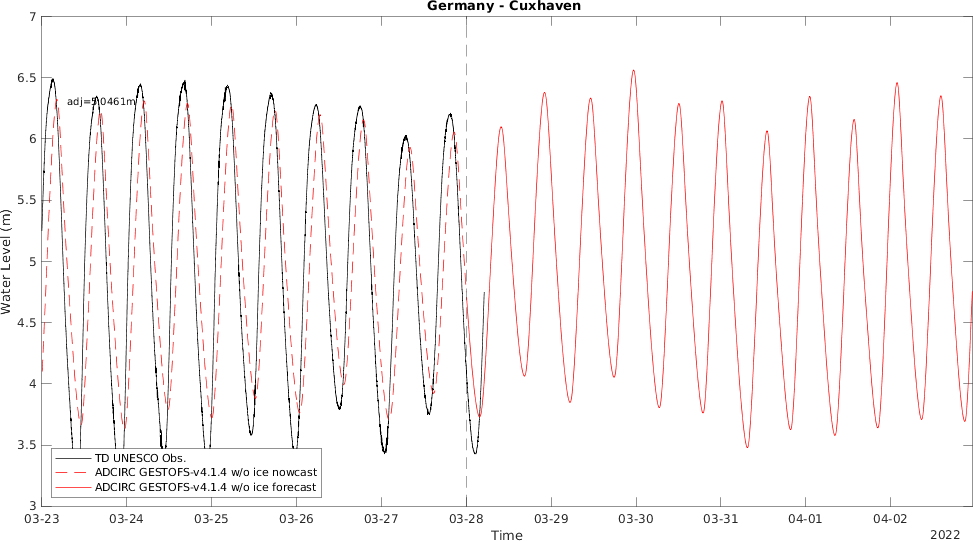 Germany - Cuxhaven
7
6.5
6
5.5
5
4.5
4
3.5
3
Water Level (m)
adj=5.0461m
TD UNESCO Obs.
ADCIRC GESTOFS-v4.1.4 w/o ice nowcast
ADCIRC GESTOFS-v4.1.4 w/o ice forecast
03-23 03-24 03-25 03-26 03-27 03-28 03-29 03-30 03-31 04-01 04-02
Time
2022